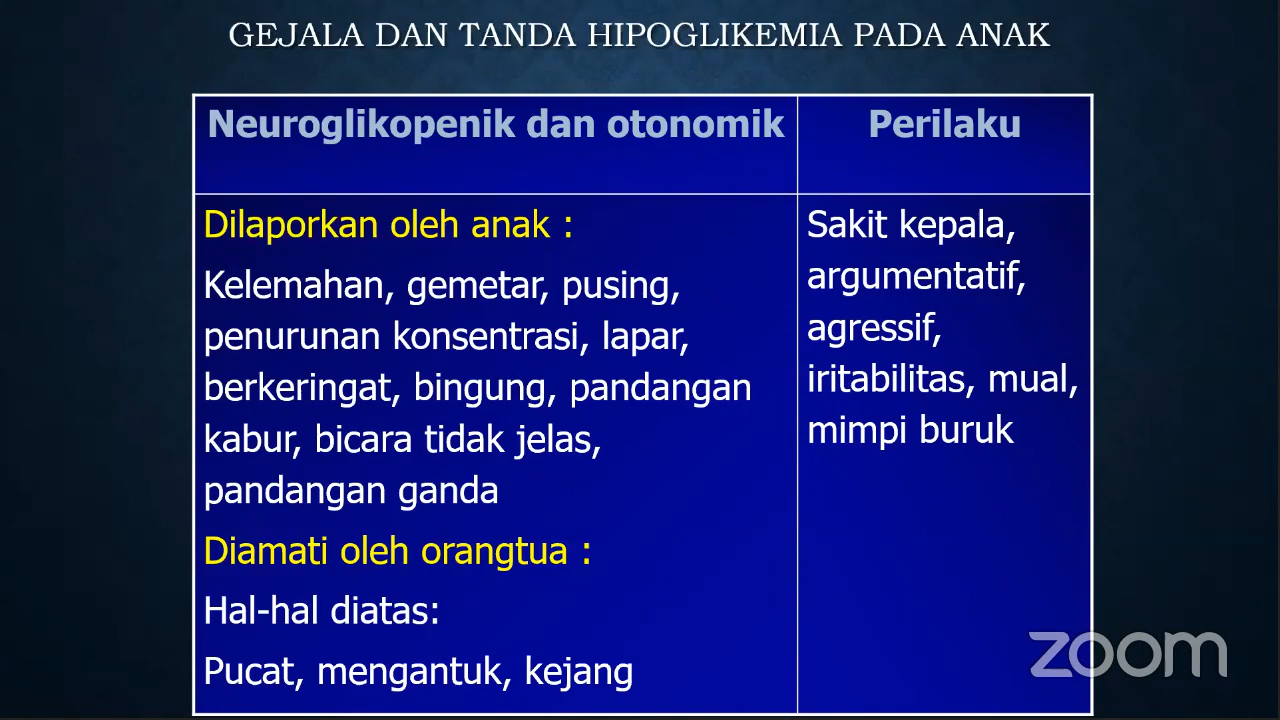 GEJALA DAN TANDA HIPOGLIKEMIA PADA ANAK
Neuroglikopenik dan otonomik
Perilaku
Dilaporkan oleh anak :
Kelemahan, gemetar, pusing,
penurunan konsentrasi, lapar,
berkeringat, bingung, pandangan
kabur, bicara tidak jelas,
pandangan ganda
Diamati oleh orangtua :
Hal-hal diatas:
Pucat, mengantuk, kejang
Sakit kepala,
argumentatif,
agressif,
iritabilitas, mual,
mimpi buruk
zoom